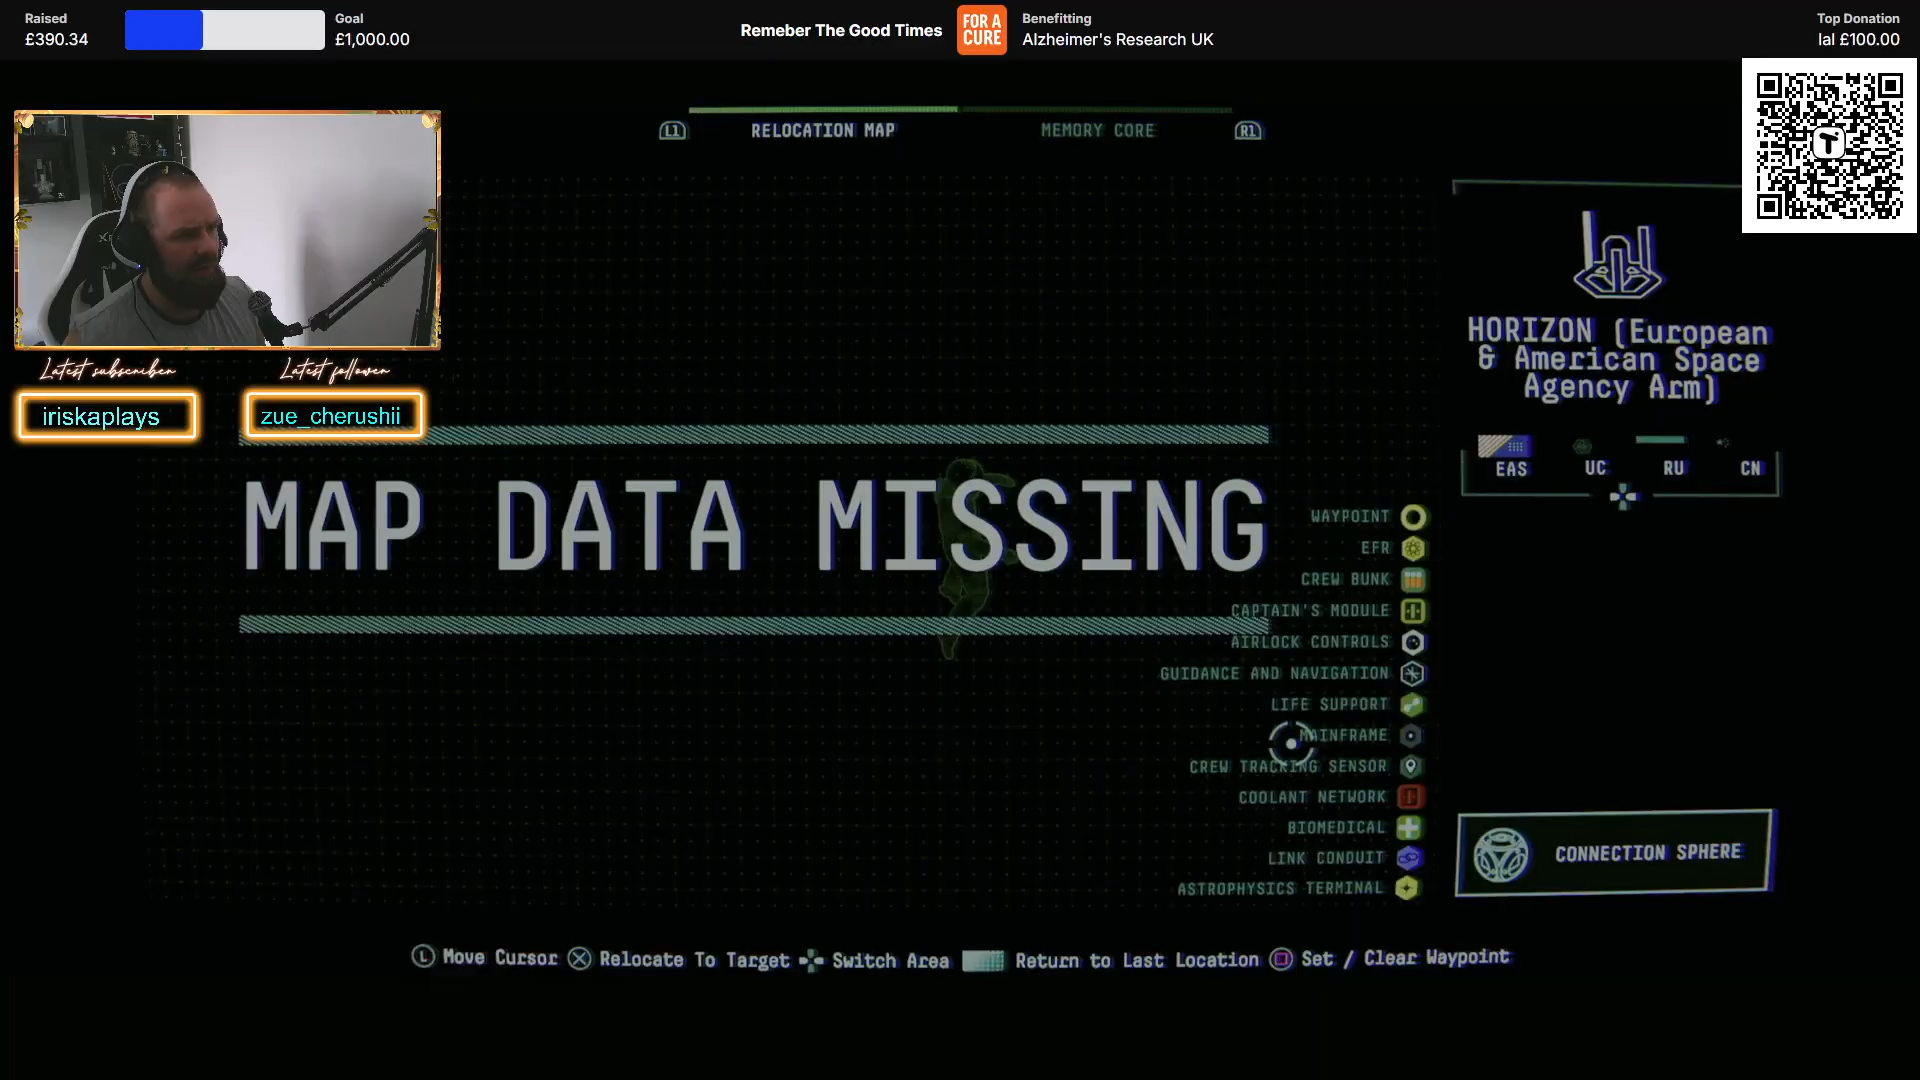 Raised
£390.34
Goal
£1,000.00
Remeber The Good Times
FOR A
CURE
Benefitting
Alzheimer's Research UK
Top Donation
lal £100.00
T
L1
RELOCATION MAP
MEMORY CORE
R1
HORIZON (European
& American Space
Agency Arm)
EAS
UC
RU
CN
Latest subscriber
Latest follower
iriskaplays
zue_cherushii
MAP DATA MISSING
WAYPOINT
EFR
CREW BUNK
CAPTAIN'S MODULE
AIRLOCK CONTROLS
GUIDANCE AND NAVIGATION
LIFE SUPPORT
MAINFRAME
CREW TRACKING SENSOR
COOLANT NETWORK
BIOMEDICAL
LINK CONDUIT
ASTROPHYSICS TERMINAL
CONNECTION SPHERE
L Move Cursor
Relocate To Target
Switch Area
Return to Last Location
Set / Clear Waypoint